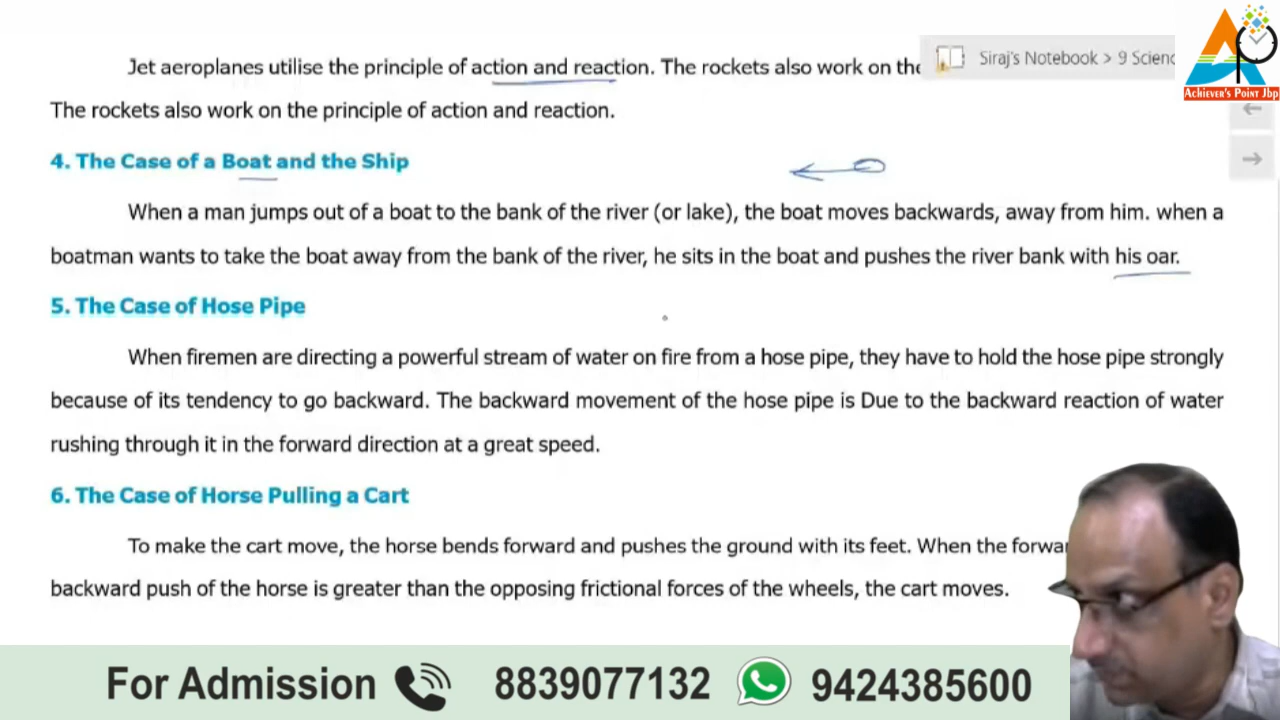 Jet aeroplanes utilise the principle of action and reaction. The rockets also work on the
Siraj's Notebook > 9 Scienc
ACHIEVER'S POINT JBP
The rockets also work on the principle of action and reaction.
4. The Case of a Boat and the Ship
When a man jumps out of a boat to the bank of the river (or lake), the boat moves backwards, away from him. when a
boatman wants to take the boat away from the bank of the river, he sits in the boat and pushes the river bank with his oar.
5. The Case of Hose Pipe
When firemen are directing a powerful stream of water on fire from a hose pipe, they have to hold the hose pipe strongly
because of its tendency to go backward. The backward movement of the hose pipe is Due to the backward reaction of water
rushing through it in the forward direction at a great speed.
6. The Case of Horse Pulling a Cart
To make the cart move, the horse bends forward and pushes the ground with its feet. When the forwa
backward push of the horse is greater than the opposing frictional forces of the wheels, the cart moves.
For Admission 8839077132 9424385600